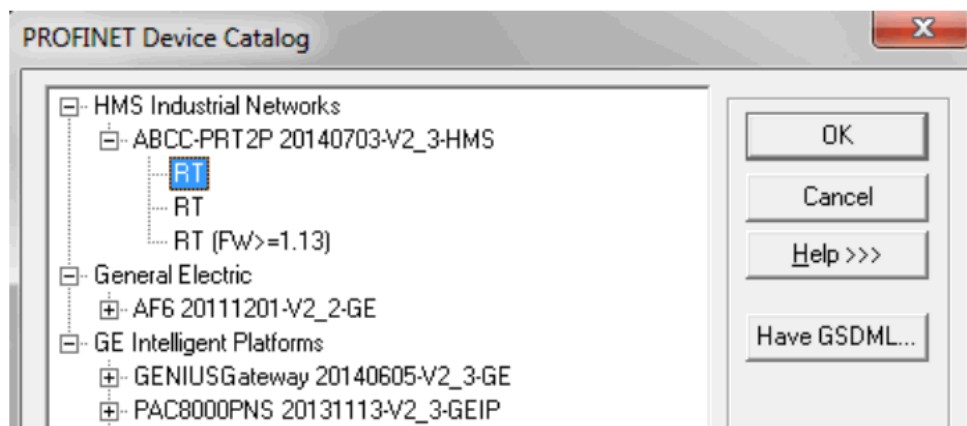 PROFINET Device Catalog
HMS Industrial Networks
ABCC-PRT2P 20140703-V2_3-HMS
RT
RT
RT (FW>=1.13)
General Electric
AF6 20111201-V2_2-GE
GE Intelligent Platforms
GENIUSGateway 20140605-V2_3-GE
PAC8000PNS 20131113-V2_3-GEIP
OK
Cancel
Help >>>
Have GSDML...